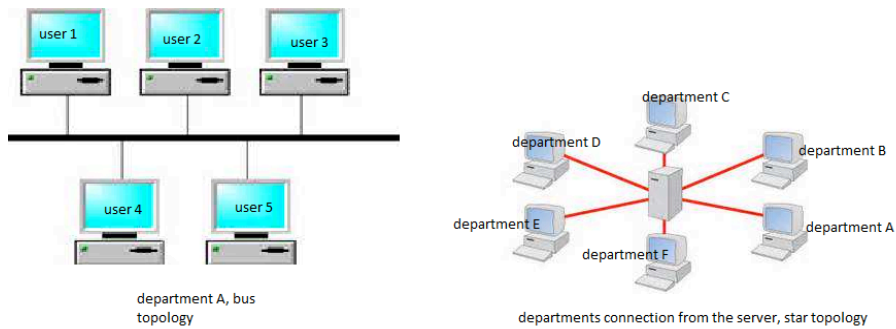 user 1
user 2
user 3
user 4
user 5
department A, bus
topology
department C
department D
department B
department E
department A
department F
departments connection from the server, star topology